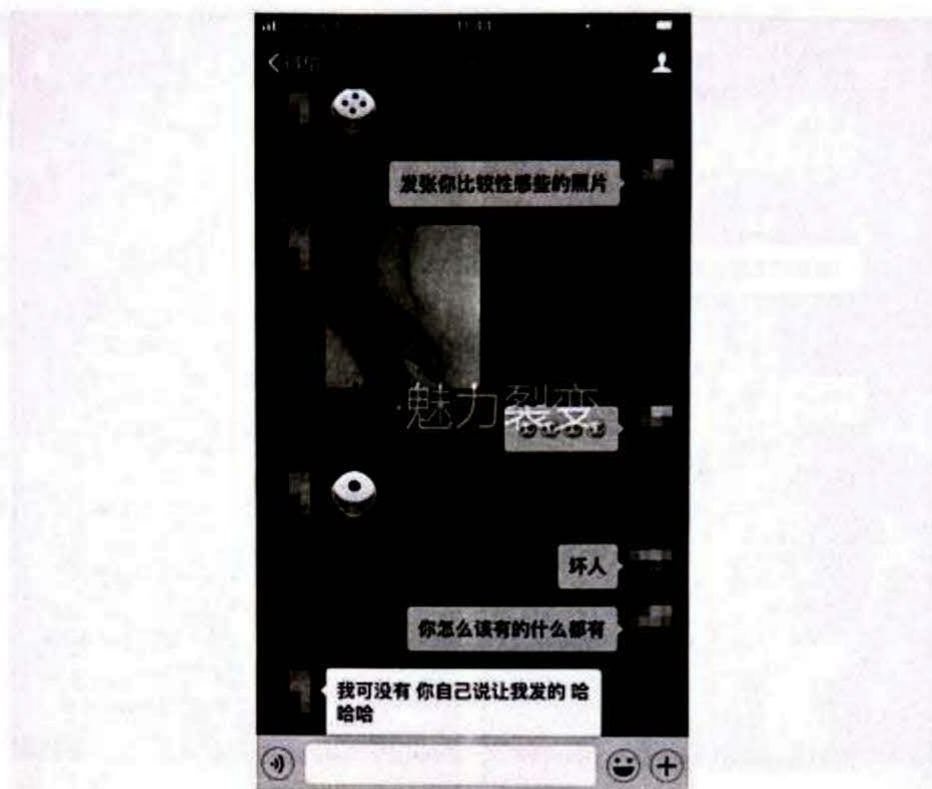 发张你比较性感些的照片
·魅力裂变
坏人
你怎么该有的什么都有
我可没有 你自己说让我发的 哈
哈哈